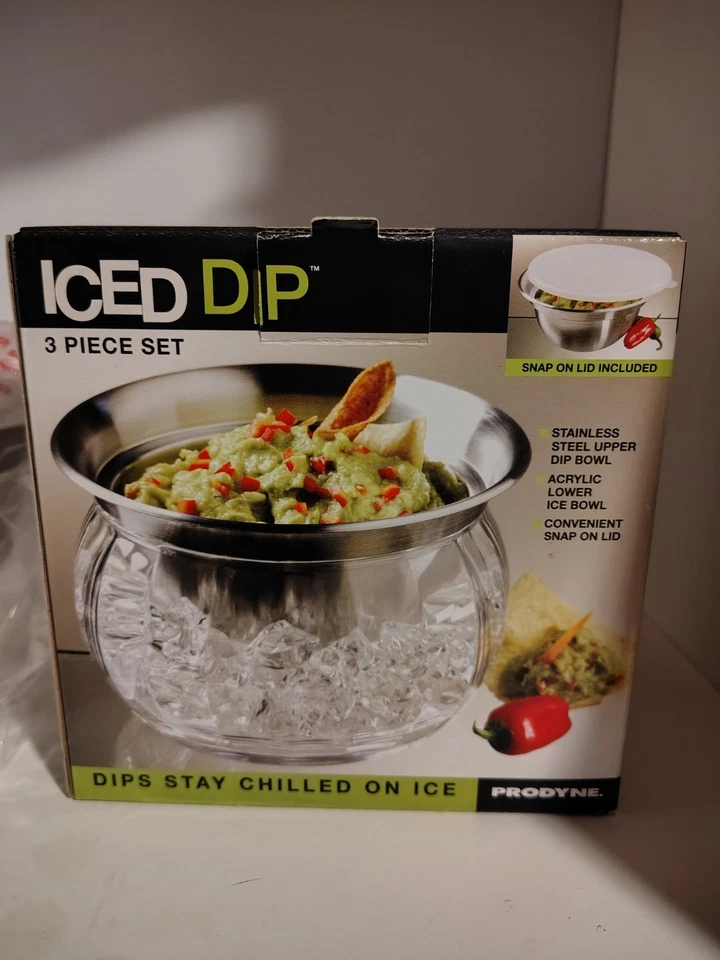 ICED DIP™
3 PIECE SET
SNAP ON LID INCLUDED
STAINLESS
STEEL UPPER
DIP BOWL
ACRYLIC
LOWER
ICE BOWL
CONVENIENT
SNAP ON LID
DIPS STAY CHILLED ON ICE
PRODYNE.